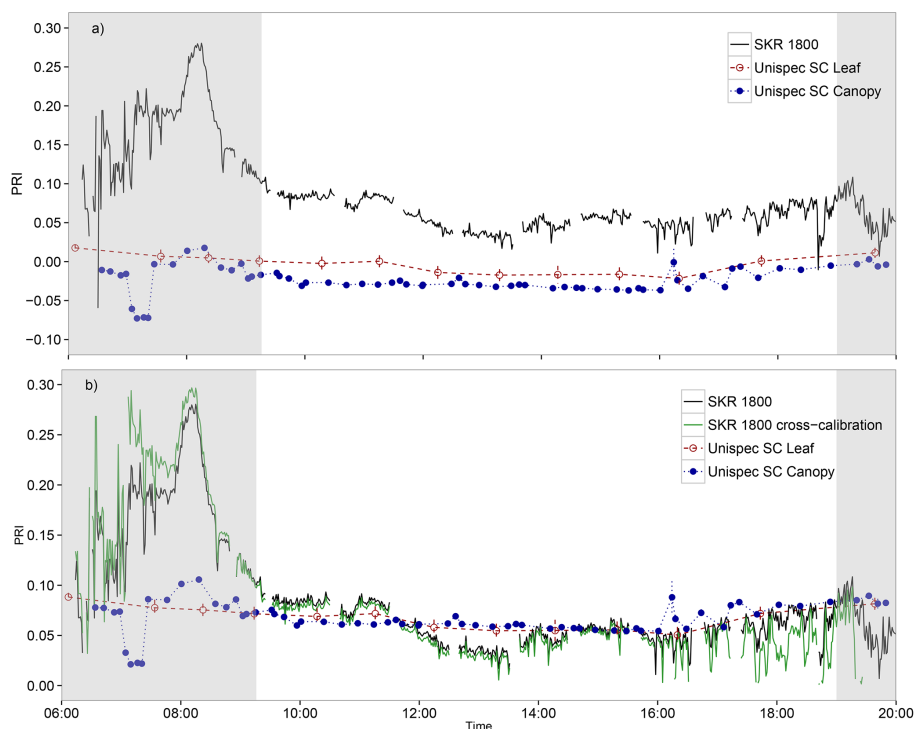 a)
0.30
0.25
0.20
0.15
0.10
0.05
0.00
−0.05
−0.10
PRI
SKR 1800
Unispec SC Leaf
Unispec SC Canopy
b)
0.30
0.25
0.20
0.15
0.10
0.05
0.00
PRI
SKR 1800
SKR 1800 cross−calibration
Unispec SC Leaf
Unispec SC Canopy
06:00 08:00 10:00 12:00 14:00 16:00 18:00 20:00
Time